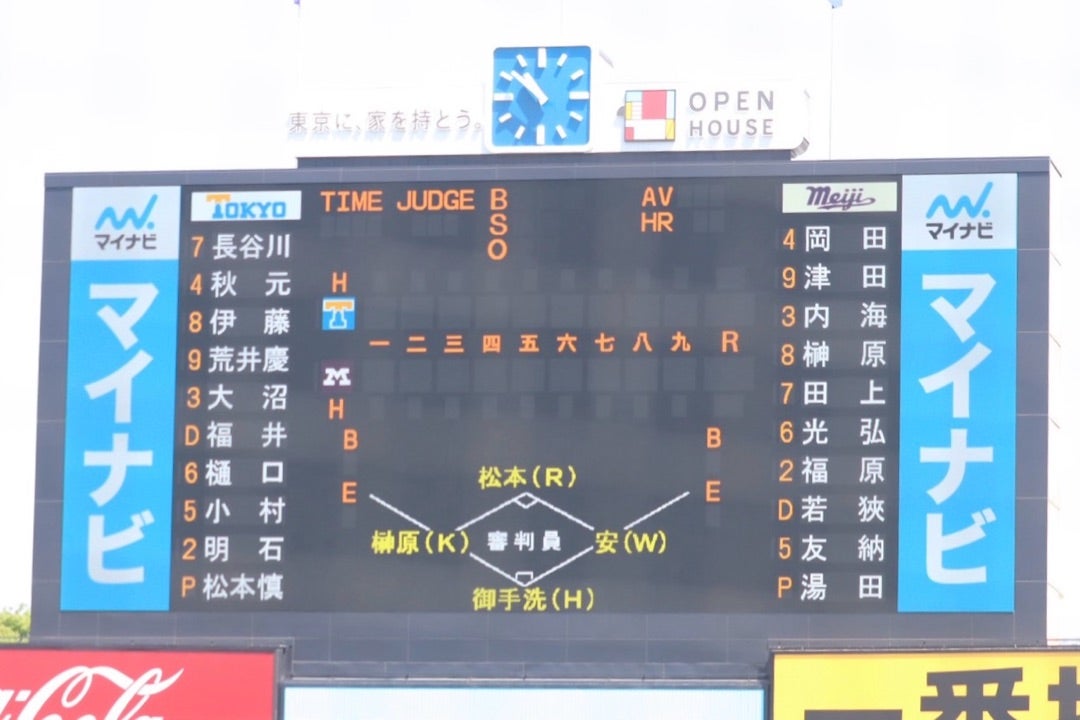 東京に、家を持とう。
OPEN
HOUSE
マイナビ
マイナビ
TOKYO
7 長谷川
4 秋元
8 伊藤
9 荒井慶
3 大沼
D 福井
6 樋口
5 小村
2 明石
P 松本慎
TIME JUDGE B
S
O
AV
HR
H
T
一 二 三 四 五 六 七 八 九 R
M
H
B
E
B
E
松本(R)
榊原(K) 審判員 安(W)
御手洗(H)
Meiji
4 岡田
9 津田
3 内海
8 榊原
7 田上
6 光弘
2 福原
D 若狹
5 友納
P 湯田
マイナビ
マイナビ
Cola
一番